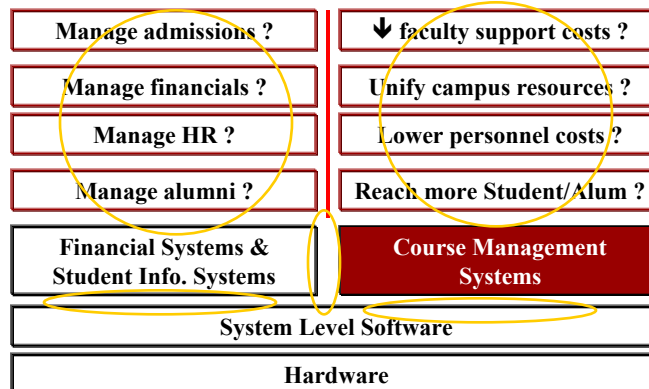 Manage admissions ?
Manage financials ?
Manage HR ?
Manage alumni ?
🡻 faculty support costs ?
Unify campus resources ?
Lower personnel costs ?
Reach more Student/Alum ?
Financial Systems &
Student Info. Systems
Course Management
Systems
System Level Software
Hardware